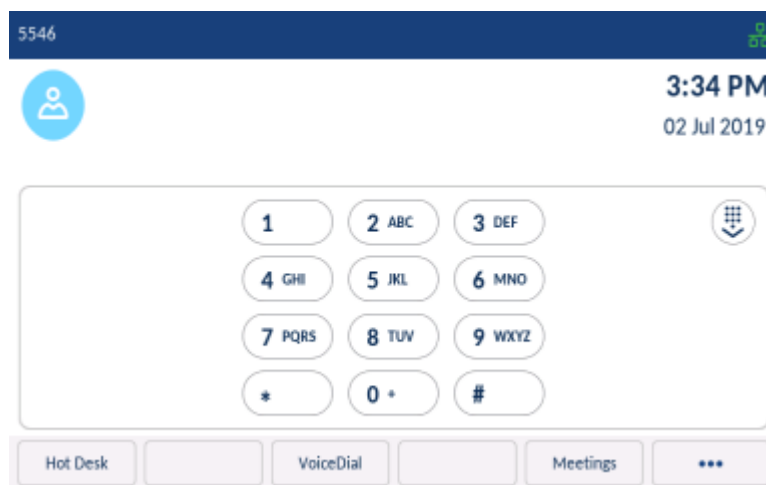 5546
3:34 PM
02 Jul 2019
1 2 ABC 3 DEF
4 GHI 5 JKL 6 MNO
7 PQRS 8 TUV 9 WXYZ
* 0 + #
Hot Desk VoiceDial Meetings •••